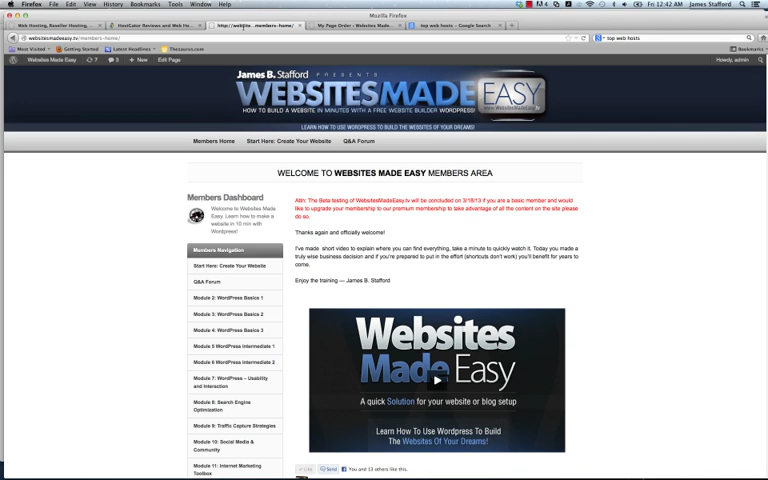 Firefox File Edit View History Bookmarks Tools Window Help Fri 12:42 AM James Stafford
Mozilla Firefox
Web Hosting, Reseller Hosting, ... HostGator Reviews and Web Ho... http://website...members-home/ My Page Order - Websites Made... top web hosts - Google Search
websitesmadeeasy.tv/members-home/ top web hosts
Most Visited Getting Started Latest Headlines Thesaurus.com Bookmarks
Websites Made Easy 7 5 New Edit Page Howdy, admin
James B. Stafford PRESENTS
WEBSITESMADE EASY
HOW TO BUILD A WEBSITE IN MINUTES WITH A FREE WEBSITE BUILDER WORDPRESS!
LEARN HOW TO USE WORDPRESS TO BUILD THE WEBSITES OF YOUR DREAMS!
Members Home Start Here: Create Your Website Q&A Forum
WELCOME TO WEBSITES MADE EASY MEMBERS AREA
Members Dashboard
Welcome to Websites Made
Easy. Learn how to make a
website in 10 min with
Wordpress!
Members Navigation
Start Here: Create Your Website
Q&A Forum
Module 2: WordPress Basics 1
Module 3: WordPress Basics 2
Module 4: WordPress Basics 3
Module 5 WordPress Intermediate 1
Module 6 WordPress Intermediate 2
Module 7: WordPress – Usability
and Interaction
Module 8: Search Engine
Optimization
Module 9: Traffic Capture Strategies
Module 10: Social Media &
Community
Module 11: Internet Marketing
Toolbox
Attn: The Beta testing of WebsitesMadeEasy.tv will be concluded on 3/18/13 if you are a basic member and would
like to upgrade your membership to our premium membership to take advantage of all the content on the site please
do so.
Thanks again and officially welcome!
I've made short video to explain where you can find everything, take a minute to quickly watch it. Today you made a
truly wise business decision and if you're prepared to put in the effort (shortcuts don't work) you'll benefit for years to
come.
Enjoy the training — James B. Stafford
Websites
Made Easy
A quick Solution for your website or blog setup
Learn How To Use Wordpress To Build
The Websites Of Your Dreams!
Like Send You and 13 others like this.